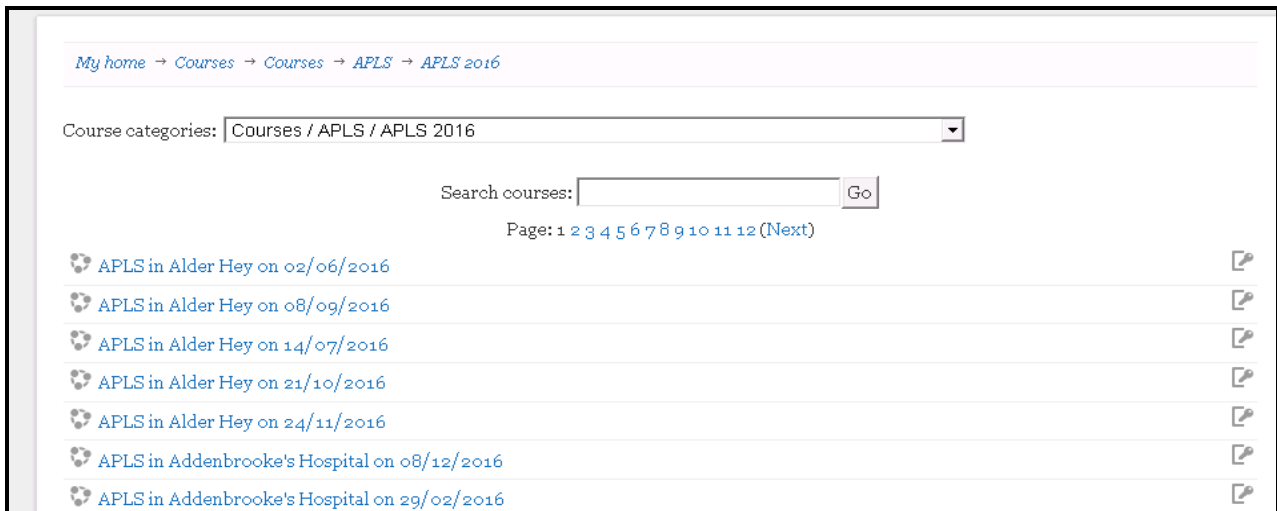 My home → Courses → Courses → APLS → APLS 2016
Course categories: Courses / APLS / APLS 2016
Search courses: Go
Page: 1 2 3 4 5 6 7 8 9 10 11 12 (Next)
APLS in Alder Hey on 02/06/2016
APLS in Alder Hey on 08/09/2016
APLS in Alder Hey on 14/07/2016
APLS in Alder Hey on 21/10/2016
APLS in Alder Hey on 24/11/2016
APLS in Addenbrooke's Hospital on 08/12/2016
APLS in Addenbrooke's Hospital on 29/02/2016